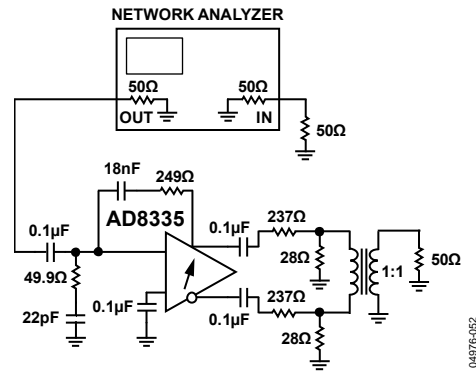 NETWORK ANALYZER
50Ω
50Ω
OUT
IN
50Ω
18nF
249Ω
AD8335
0.1µF
0.1µF
237Ω
49.9Ω
28Ω
1:1
50Ω
22pF
0.1µF
237Ω
0.1µF
28Ω
04976-052